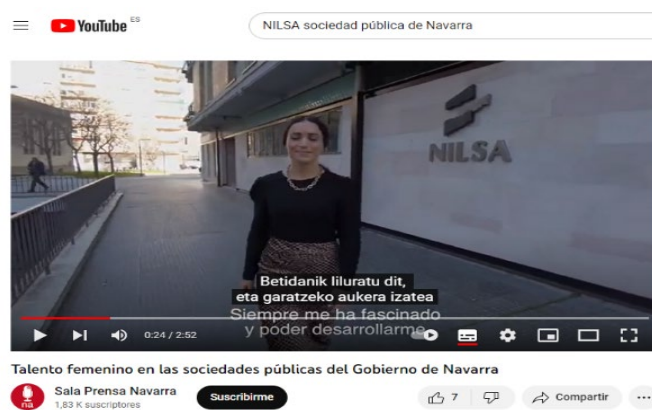 YouTube ES
NILSA sociedad pública de Navarra
NILSA
Betidanik liluratu dit,
eta garatzeko aukera izatea
Siempre me ha fascinado
y poder desarrollarme
0:24 / 2:52
Talento femenino en las sociedades públicas del Gobierno de Navarra
na
Sala Prensa Navarra
1,83 K suscriptores
Suscribirme
7
Compartir